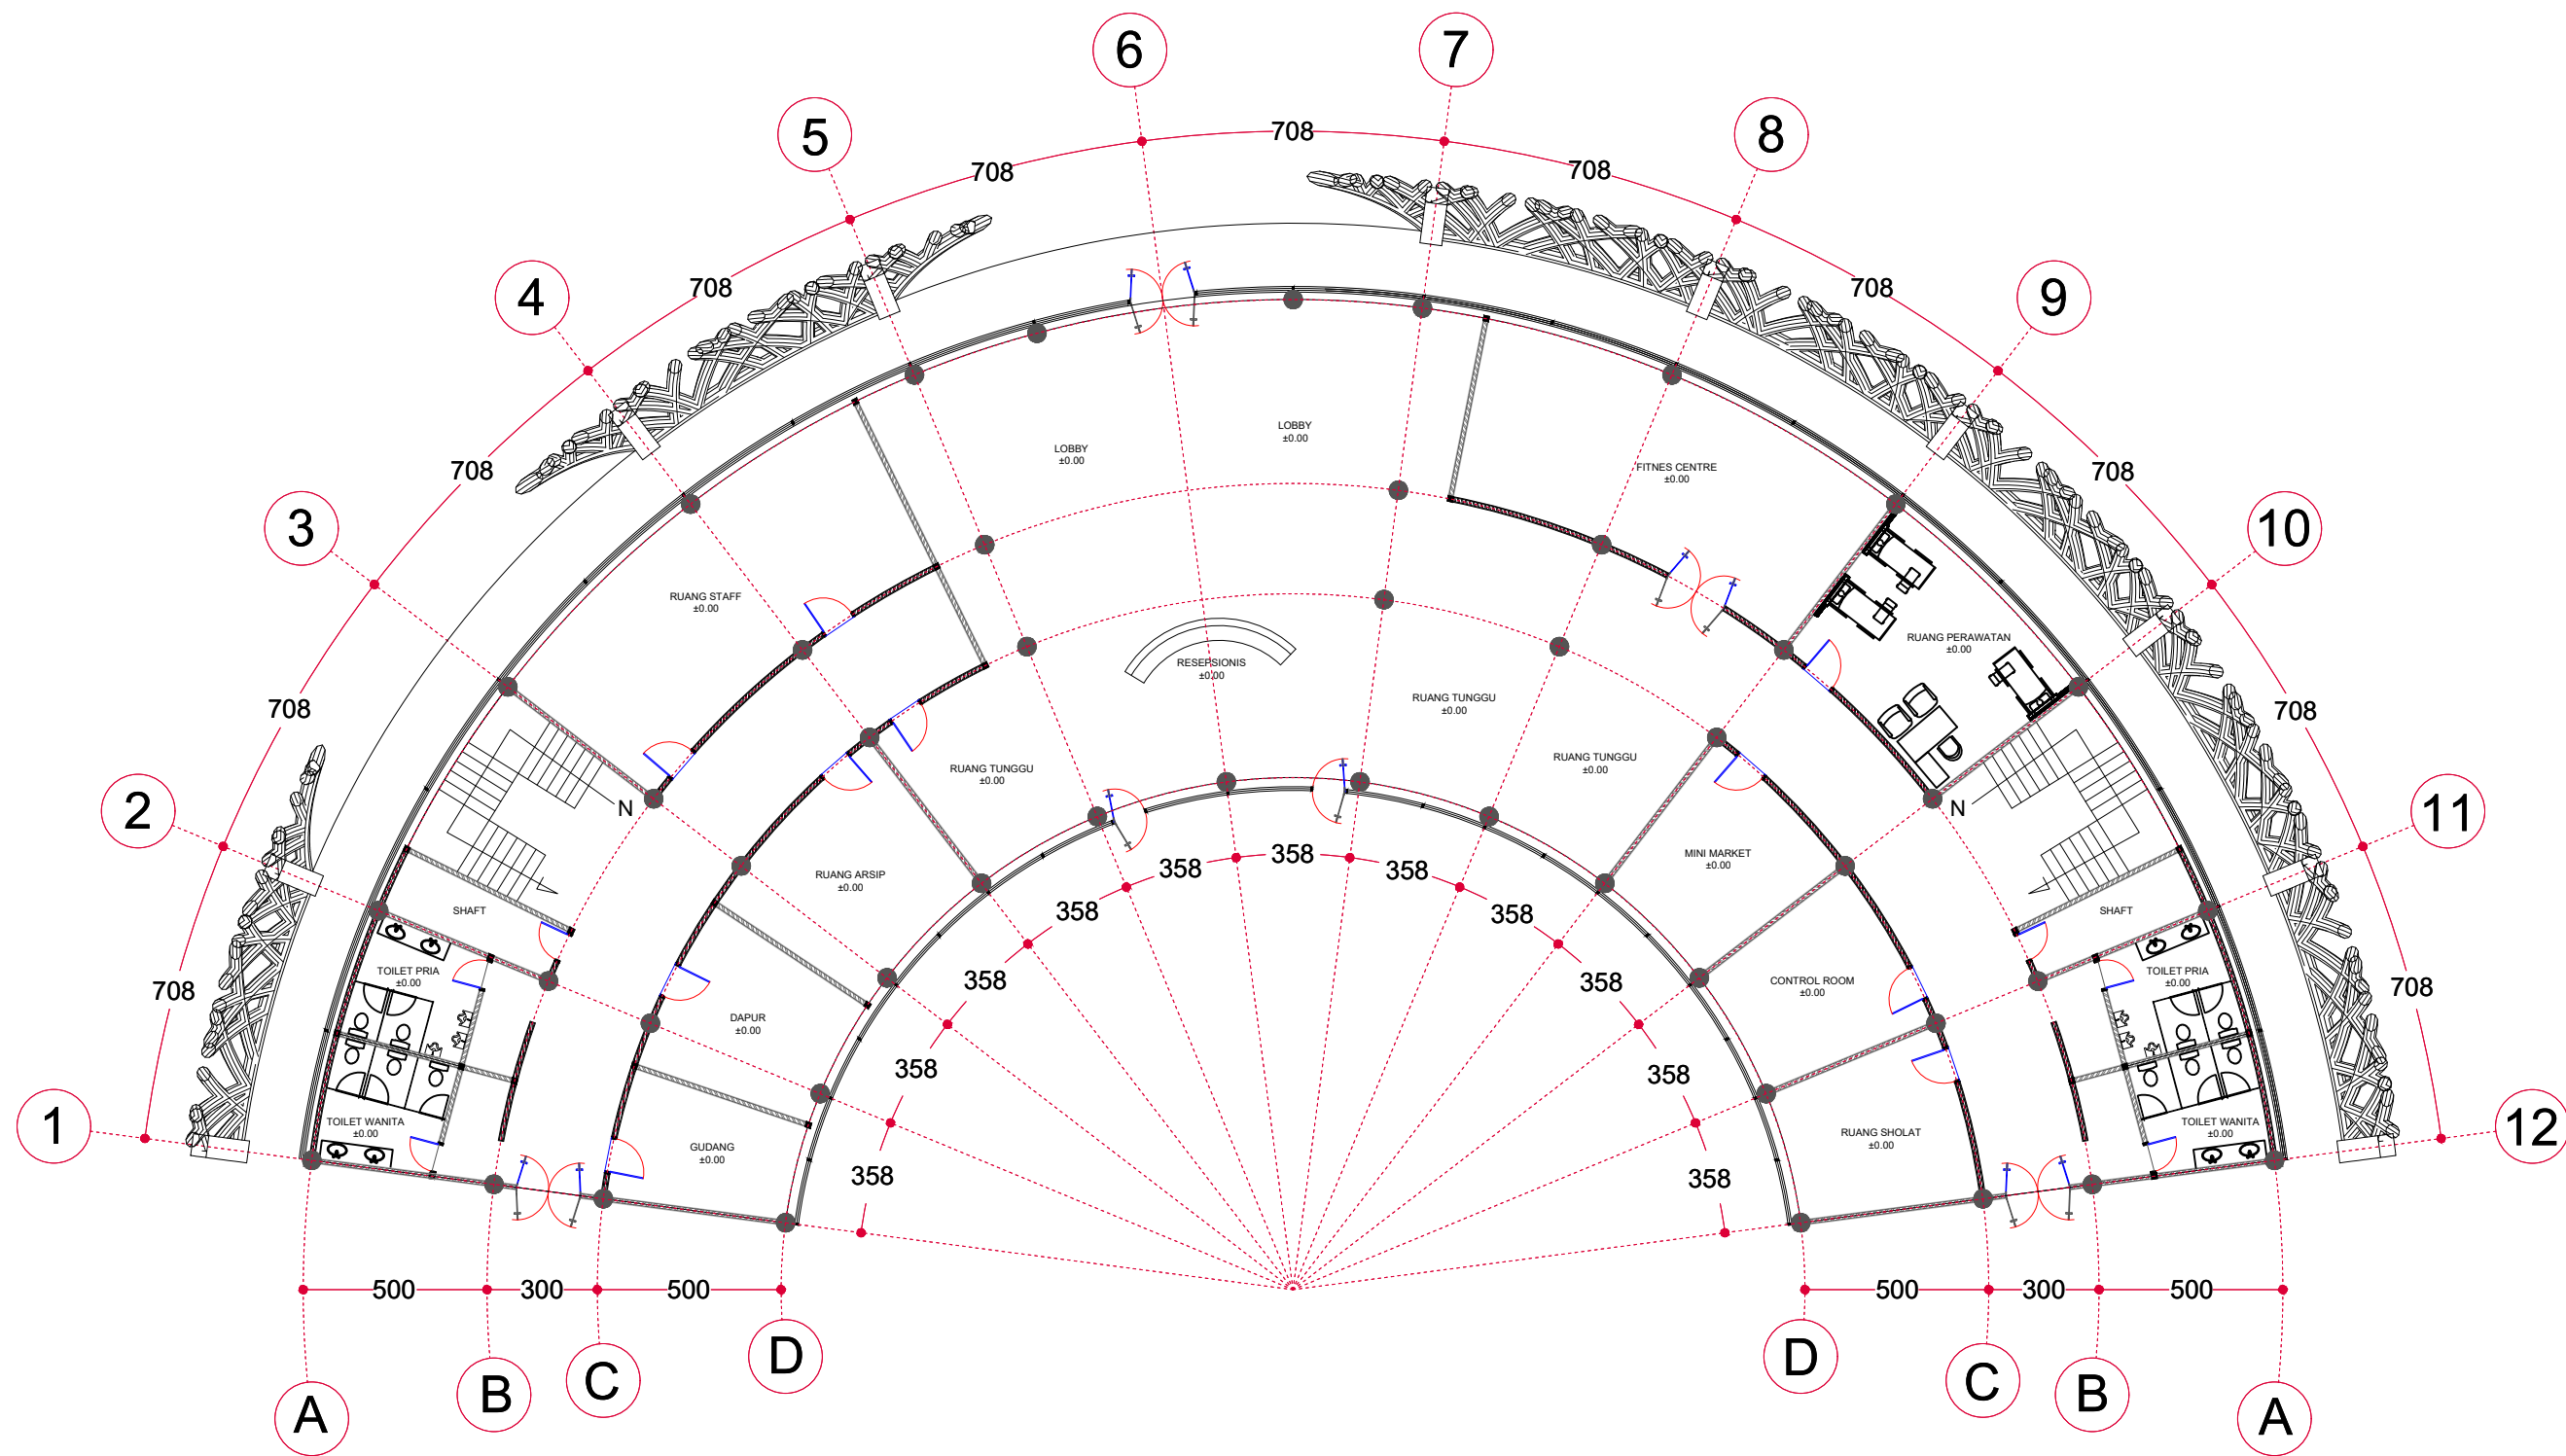 6
7
5
8
4
9
3
10
2
11
1
12
708
708
708
708
708
708
708
708
708
708
708
LOBBY
±0.00
LOBBY
±0.00
FITNES CENTRE
±0.00
RUANG STAFF
±0.00
RUANG PERAWATAN
±0.00
RESEPSIONIS
±0.00
RUANG TUNGGU
±0.00
RUANG TUNGGU
±0.00
RUANG TUNGGU
±0.00
N
N
MINI MARKET
±0.00
RUANG ARSIP
±0.00
SHAFT
SHAFT
TOILET PRIA
±0.00
TOILET PRIA
±0.00
CONTROL ROOM
±0.00
DAPUR
±0.00
TOILET WANITA
±0.00
TOILET WANITA
±0.00
RUANG SHOLAT
±0.00
GUDANG
±0.00
358
358
358
358
358
358
358
358
358
358
358
500
300
500
500
300
500
A
B
C
D
D
C
B
A